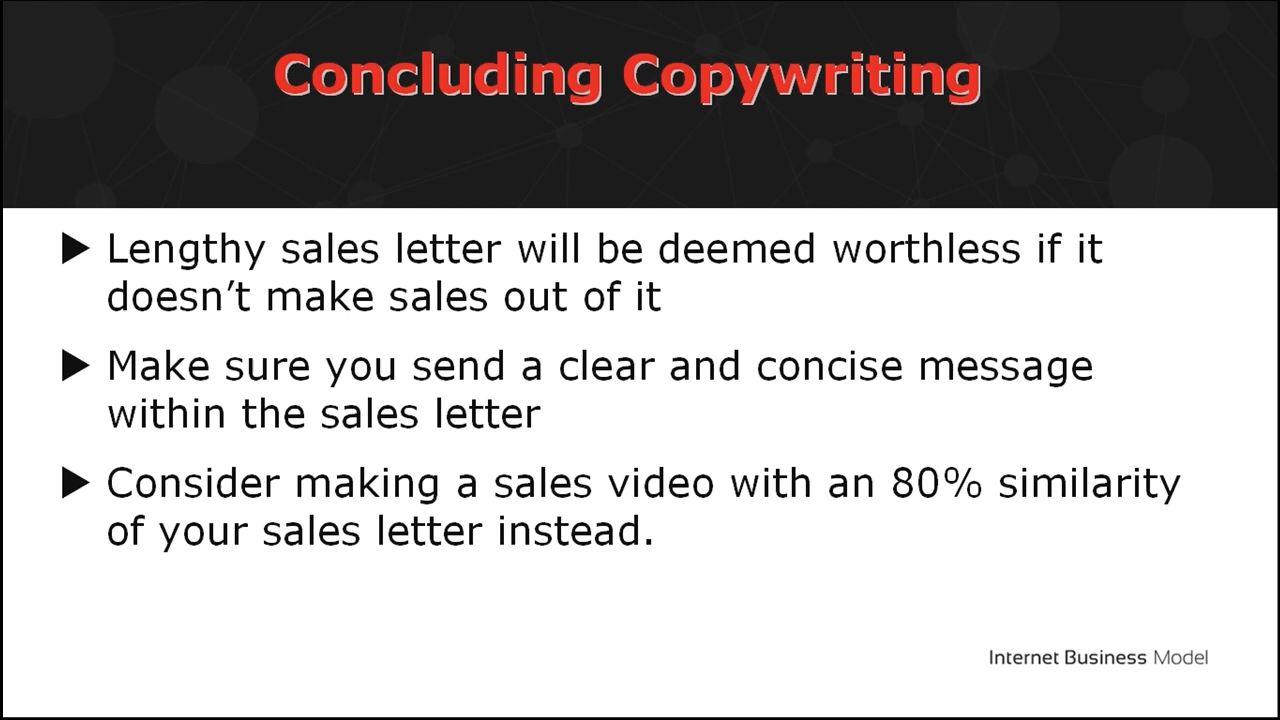 Concluding Copywriting
Lengthy sales letter will be deemed worthless if it
doesn’t make sales out of it
Make sure you send a clear and concise message
within the sales letter
Consider making a sales video with an 80% similarity
of your sales letter instead.
Internet Business Model